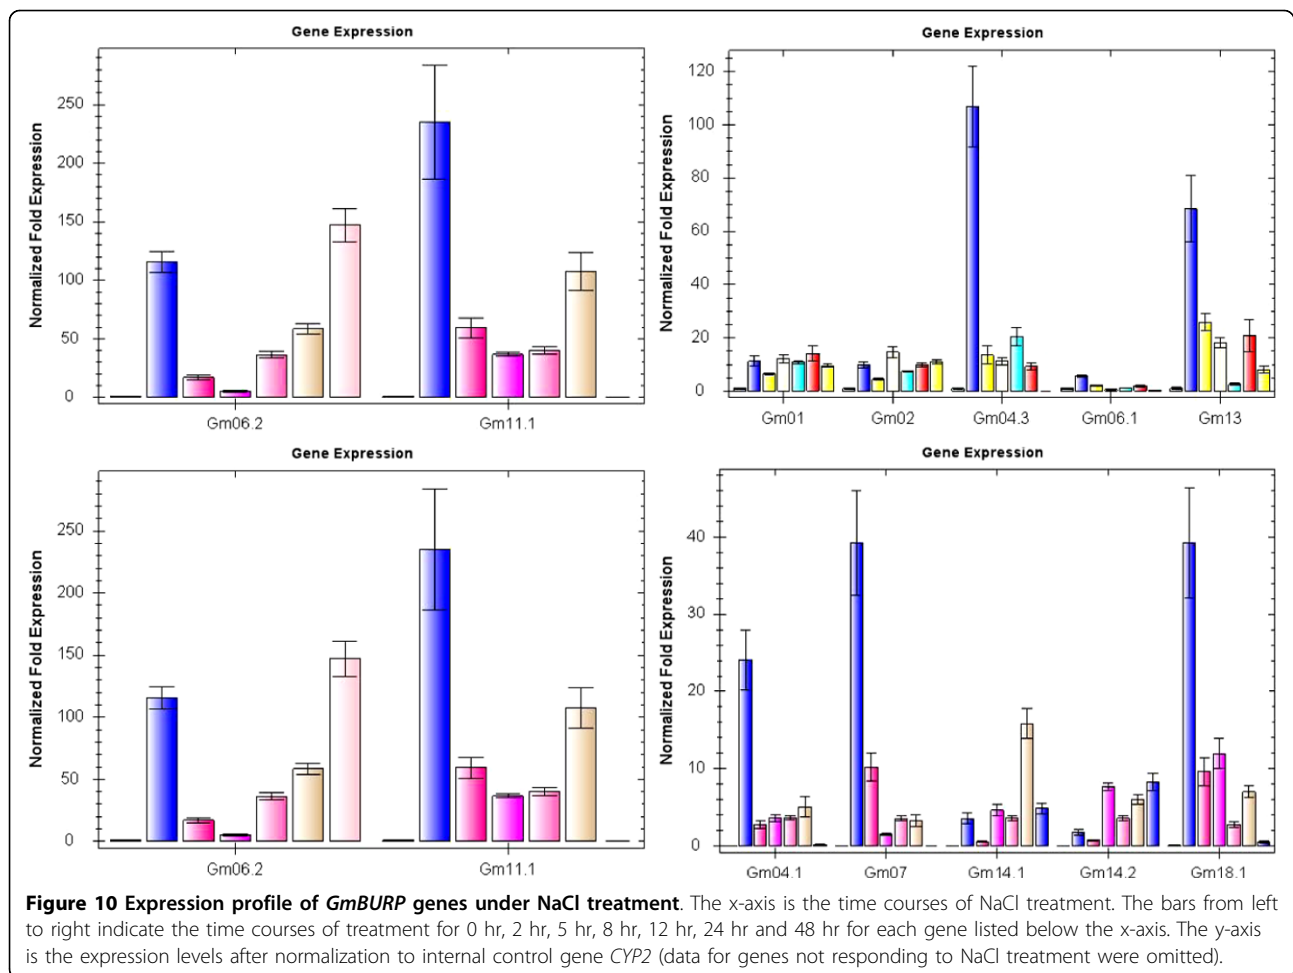 Gene Expression
Normalized Fold Expression
250
200
150
100
50
0
Gm06.2 Gm11.1
Gene Expression
Normalized Fold Expression
120
100
80
60
40
20
0
Gm01 Gm02 Gm04.3 Gm06.1 Gm13
Gene Expression
Normalized Fold Expression
250
200
150
100
50
0
Gm06.2 Gm11.1
Gene Expression
Normalized Fold Expression
40
30
20
10
0
Gm04.1 Gm07 Gm14.1 Gm14.2 Gm18.1
Figure 10 Expression profile of GmBURP genes under NaCl treatment. The x-axis is the time courses of NaCl treatment. The bars from left
to right indicate the time courses of treatment for 0 hr, 2 hr, 5 hr, 8 hr, 12 hr, 24 hr and 48 hr for each gene listed below the x-axis. The y-axis
is the expression levels after normalization to internal control gene CYP2 (data for genes not responding to NaCl treatment were omitted).